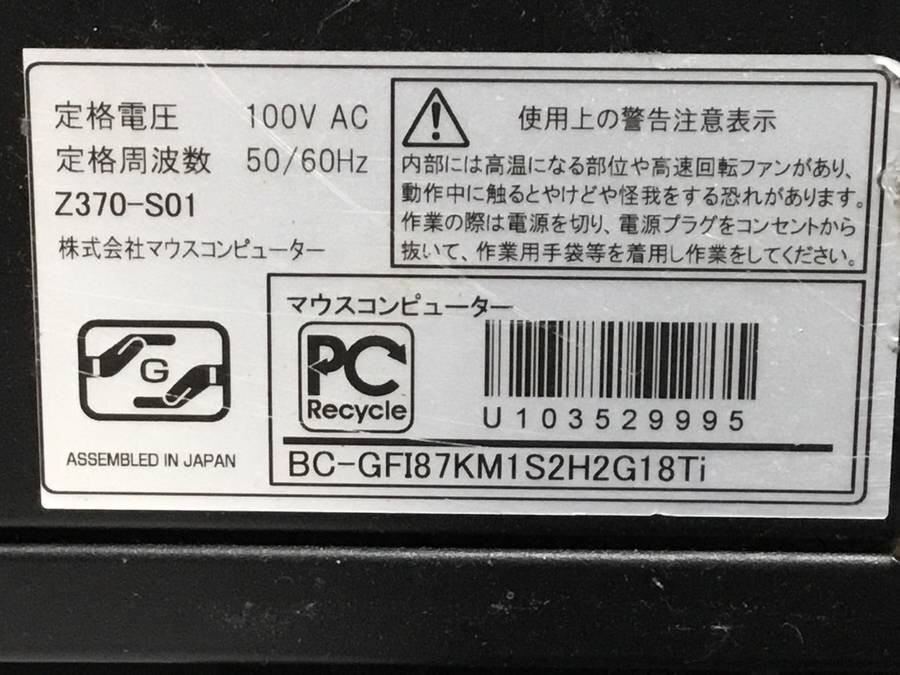 定格電圧 100V AC
定格周波数 50/60Hz
Z370-S01
株式会社マウスコンピューター
使用上の警告注意表示
内部には高温になる部位や高速回転ファンがあり、
動作中に触るとやけどや怪我をする恐れがあります。
作業の際は電源を切り、電源プラグをコンセントから
抜いて、作業用手袋等を着用し作業をしてください。
G
ASSEMBLED IN JAPAN
マウスコンピューター
PC
Recycle
U103529995
BC-GFI87KM1S2H2G18Ti